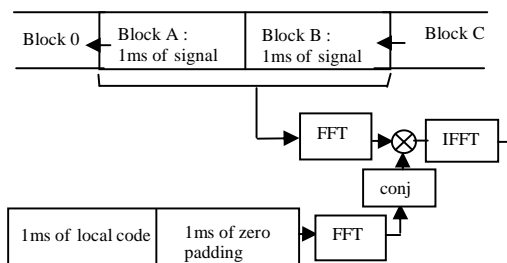 Block 0
Block A :
1ms of signal
Block B :
1ms of signal
Block C
FFT
IFFT
conj
1ms of local code
1ms of zero
padding
FFT